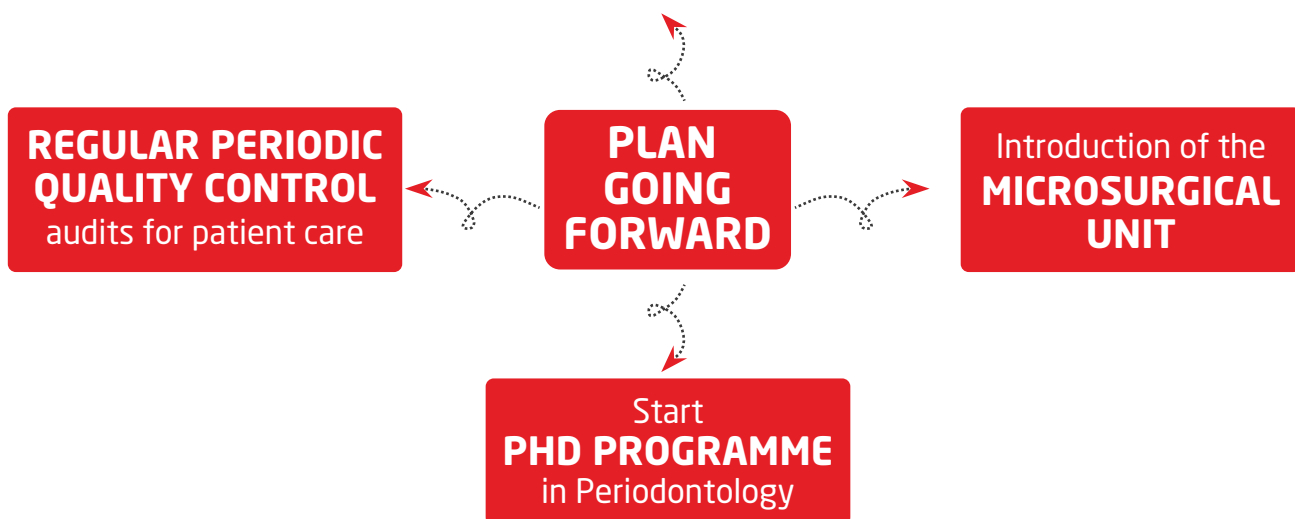 REGULAR PERIODIC
QUALITY CONTROL
audits for patient care
PLAN
GOING
FORWARD
Introduction of the
MICROSURGICAL
UNIT
Start
PHD PROGRAMME
in Periodontology